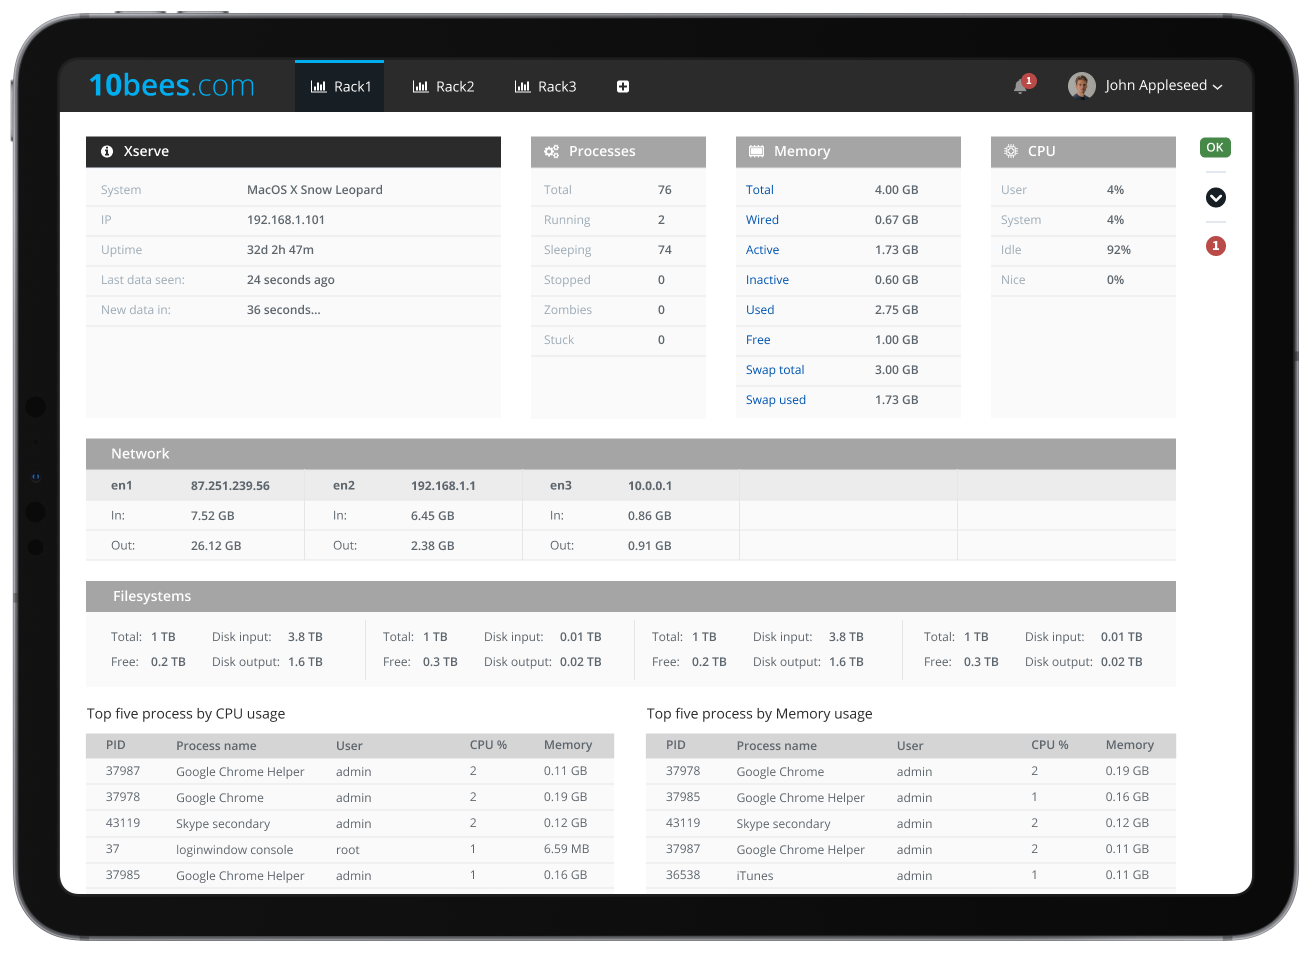 10bees.com Rack1 Rack2 Rack3 1 John Appleseed
Xserve
System MacOS X Snow Leopard
IP 192.168.1.101
Uptime 32d 2h 47m
Last data seen: 24 seconds ago
New data in: 36 seconds...
Processes
Total 76
Running 2
Sleeping 74
Stopped 0
Zombies 0
Stuck 0
Memory
Total 4.00 GB
Wired 0.67 GB
Active 1.73 GB
Inactive 0.60 GB
Used 2.75 GB
Free 1.00 GB
Swap total 3.00 GB
Swap used 1.73 GB
CPU
User 4%
System 4%
Idle 92%
Nice 0%
OK
1
Network
en1 87.251.239.56 en2 192.168.1.1 en3 10.0.0.1
In: 7.52 GB In: 6.45 GB In: 0.86 GB
Out: 26.12 GB Out: 2.38 GB Out: 0.91 GB
Filesystems
Total: 1 TB Disk input: 3.8 TB Total: 1 TB Disk input: 0.01 TB Total: 1 TB Disk input: 3.8 TB Total: 1 TB Disk input: 0.01 TB
Free: 0.2 TB Disk output: 1.6 TB Free: 0.3 TB Disk output: 0.02 TB Free: 0.2 TB Disk output: 1.6 TB Free: 0.3 TB Disk output: 0.02 TB
Top five process by CPU usage
PID Process name User CPU % Memory
37987 Google Chrome Helper admin 2 0.11 GB
37978 Google Chrome admin 2 0.19 GB
43119 Skype secondary admin 2 0.12 GB
37 loginwindow console root 1 6.59 MB
37985 Google Chrome Helper admin 1 0.16 GB
Top five process by Memory usage
PID Process name User CPU % Memory
37978 Google Chrome admin 2 0.19 GB
37985 Google Chrome Helper admin 1 0.16 GB
43119 Skype secondary admin 2 0.12 GB
37987 Google Chrome Helper admin 2 0.11 GB
36538 iTunes admin 1 0.11 GB